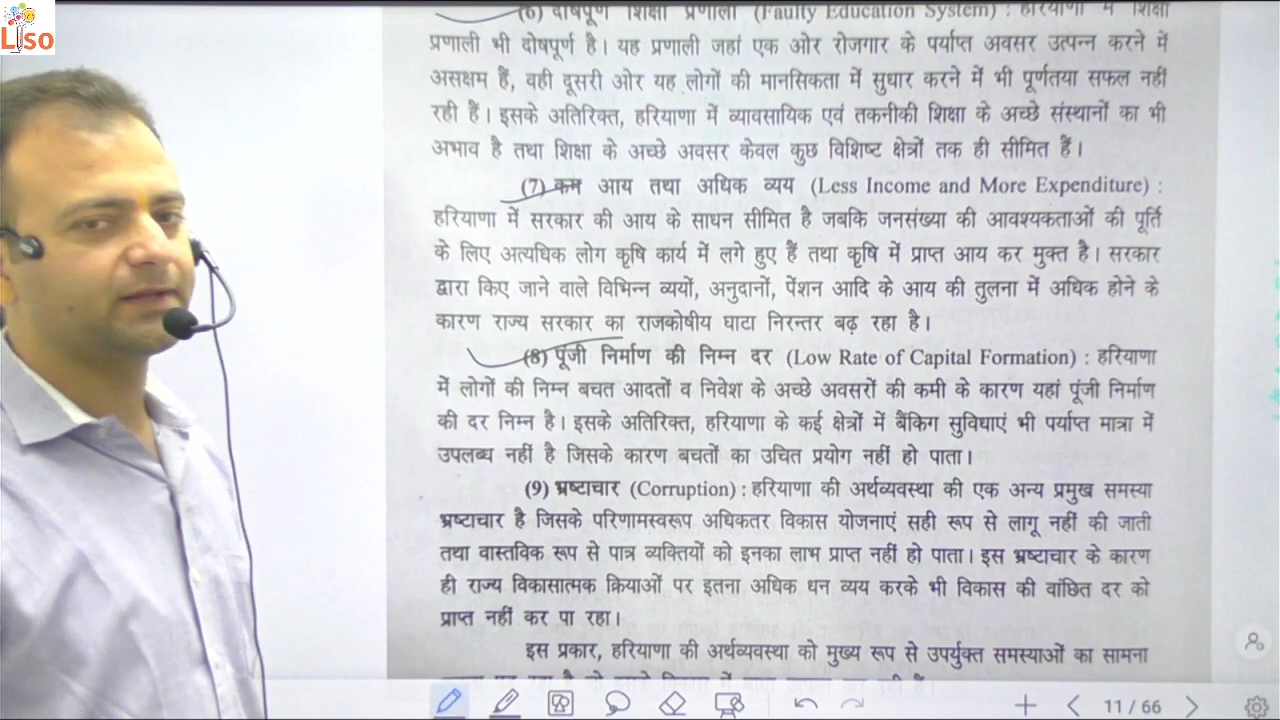 Liso
(6) दोषपूर्ण शिक्षा प्रणाली (Faulty Education System) : हरियाणा में शिक्षा
प्रणाली भी दोषपूर्ण है। यह प्रणाली जहां एक ओर रोजगार के पर्याप्त अवसर उत्पन्न करने में
असक्षम हैं, वही दूसरी ओर यह लोगों की मानसिकता में सुधार करने में भी पूर्णतया सफल नहीं
रही हैं। इसके अतिरिक्त, हरियाणा में व्यावसायिक एवं तकनीकी शिक्षा के अच्छे संस्थानों का भी
अभाव है तथा शिक्षा के अच्छे अवसर केवल कुछ विशिष्ट क्षेत्रों तक ही सीमित हैं।
(7) कम आय तथा अधिक व्यय (Less Income and More Expenditure) :
हरियाणा में सरकार की आय के साधन सीमित है जबकि जनसंख्या की आवश्यकताओं की पूर्ति
के लिए अत्यधिक लोग कृषि कार्य में लगे हुए हैं तथा कृषि में प्राप्त आय कर मुक्त है। सरकार
द्वारा किए जाने वाले विभिन्न व्ययों, अनुदानों, पेंशन आदि के आय की तुलना में अधिक होने के
कारण राज्य सरकार का राजकोषीय घाटा निरन्तर बढ़ रहा है।
(8) पूंजी निर्माण की निम्न दर (Low Rate of Capital Formation) : हरियाणा
में लोगों की निम्न बचत आदतों व निवेश के अच्छे अवसरों की कमी के कारण यहां पूंजी निर्माण
की दर निम्न है। इसके अतिरिक्त, हरियाणा के कई क्षेत्रों में बैंकिग सुविधाएं भी पर्याप्त मात्रा में
उपलब्ध नहीं है जिसके कारण बचतों का उचित प्रयोग नहीं हो पाता।
(9) भ्रष्टाचार (Corruption) : हरियाणा की अर्थव्यवस्था की एक अन्य प्रमुख समस्या
भ्रष्टाचार है जिसके परिणामस्वरूप अधिकतर विकास योजनाएं सही रूप से लागू नहीं की जाती
तथा वास्तविक रूप से पात्र व्यक्तियों को इनका लाभ प्राप्त नहीं हो पाता। इस भ्रष्टाचार के कारण
ही राज्य विकासात्मक क्रियाओं पर इतना अधिक धन व्यय करके भी विकास की वांछित दर को
प्राप्त नहीं कर पा रहा।
इस प्रकार, हरियाणा की अर्थव्यवस्था को मुख्य रूप से उपर्युक्त समस्याओं का सामना
11 / 66